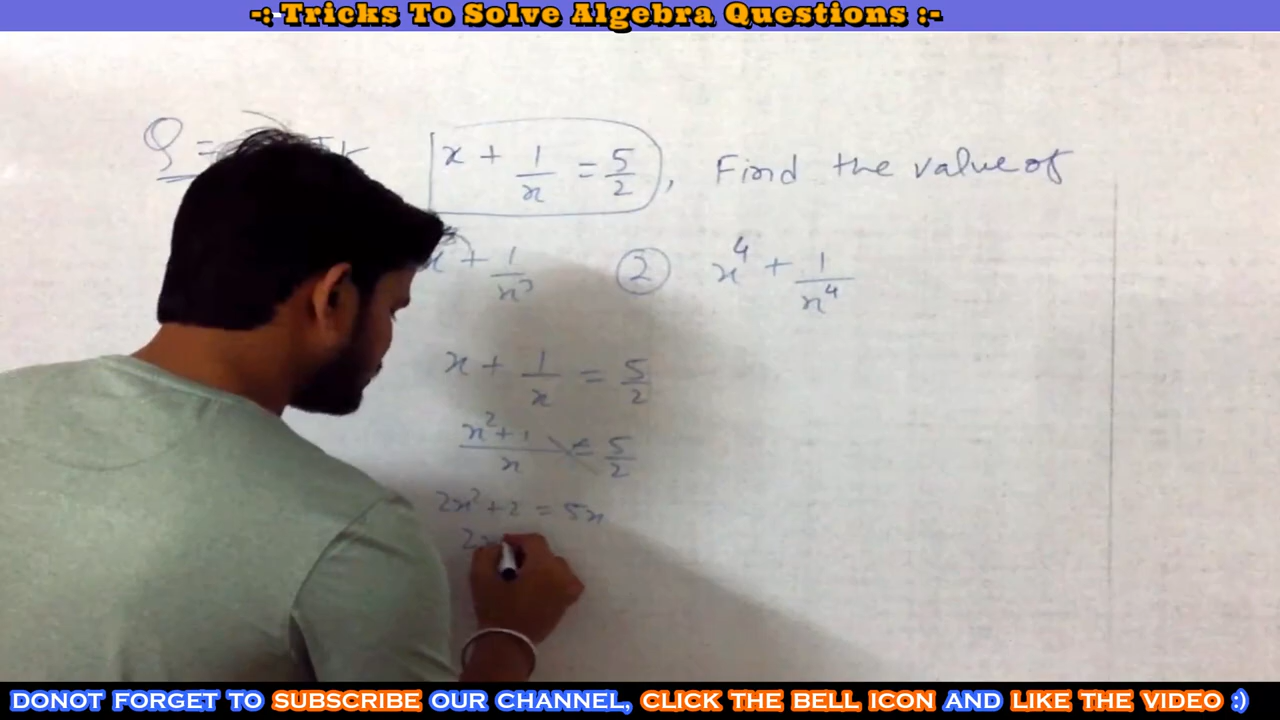 -: Tricks To Solve Algebra Questions :-
Q = x + 1/x = 5/2, Find the value of
+ 1/x² ② x⁴ + 1/x⁴
x + 1/x = 5/2
x²+1/x = 5/2
2x²+2 = 5x
2x
DONOT FORGET TO SUBSCRIBE OUR CHANNEL, CLICK THE BELL ICON AND LIKE THE VIDEO :)